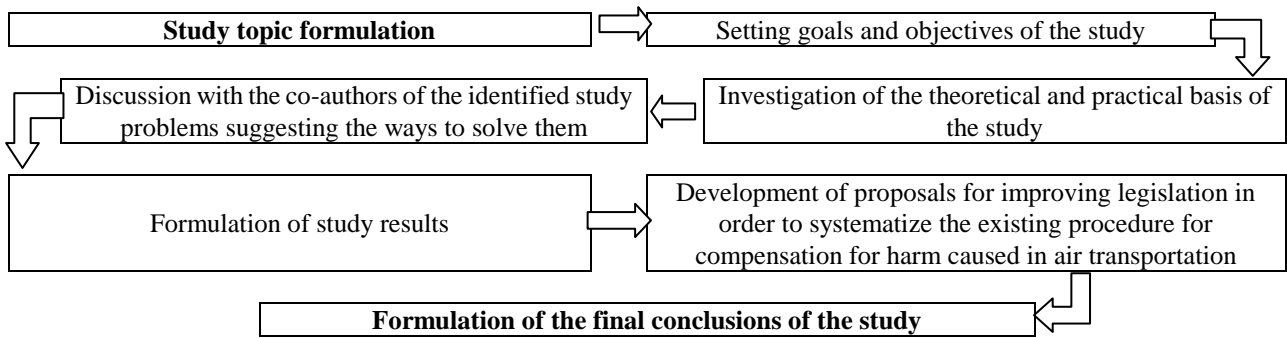 Study topic formulation
Setting goals and objectives of the study
Investigation of the theoretical and practical basis of
the study
Discussion with the co-authors of the identified study
problems suggesting the ways to solve them
Formulation of study results
Development of proposals for improving legislation in
order to systematize the existing procedure for
compensation for harm caused in air transportation
Formulation of the final conclusions of the study